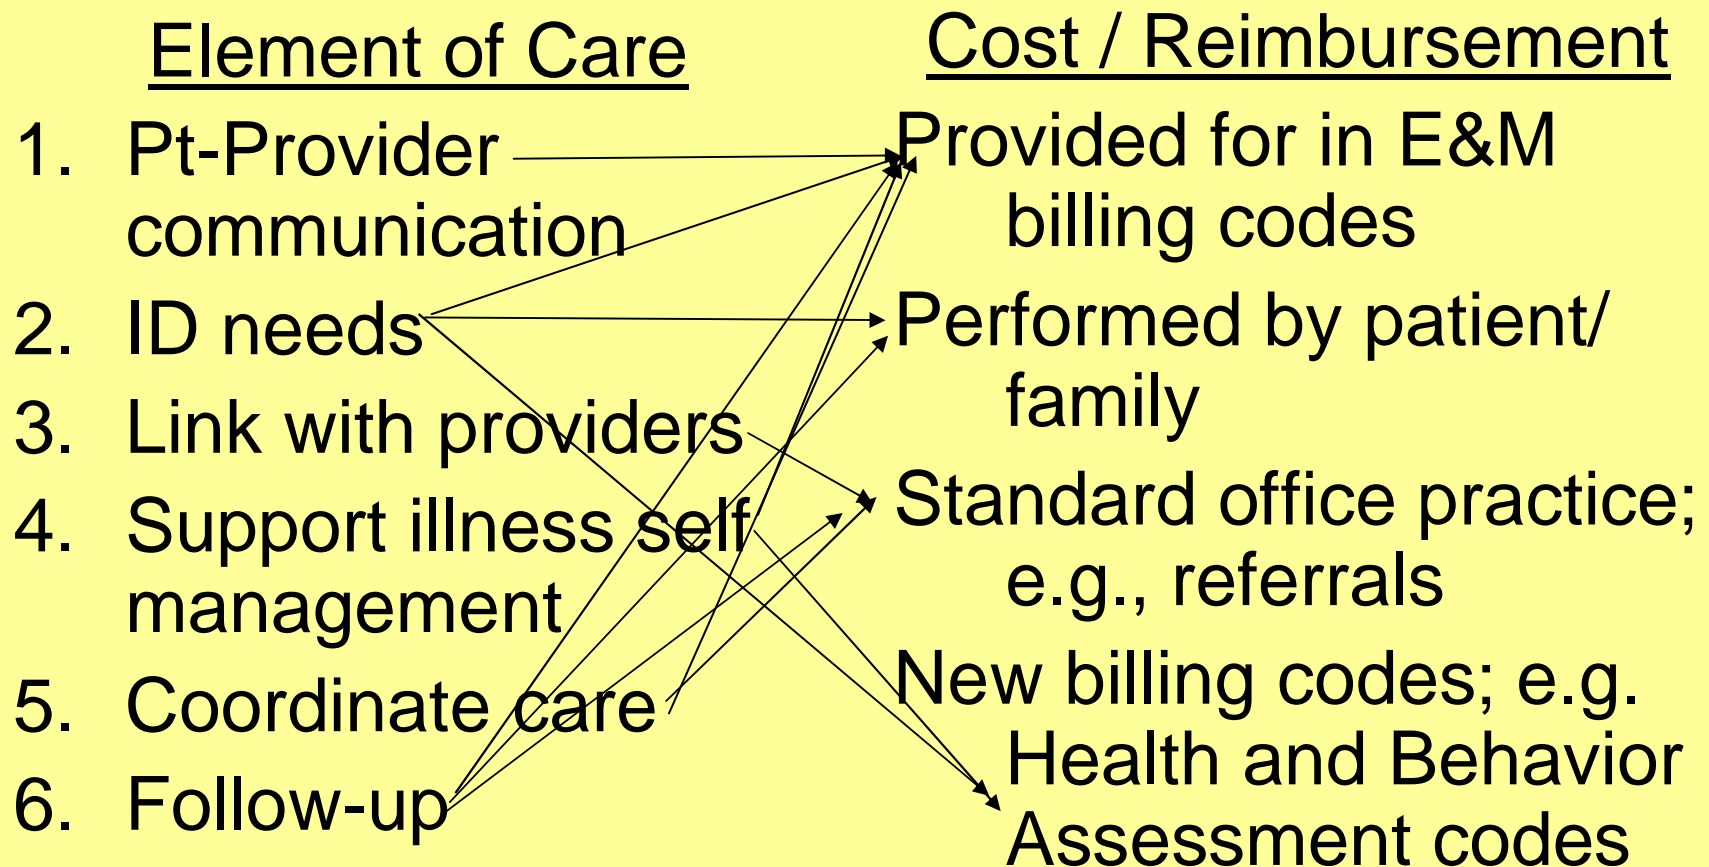 Element of Care
1. Pt-Provider
communication
2. ID needs
3. Link with providers
4. Support illness self
management
5. Coordinate care
6. Follow-up
Cost / Reimbursement
Provided for in E&M
billing codes
Performed by patient/
family
Standard office practice;
e.g., referrals
New billing codes; e.g.
Health and Behavior
Assessment codes